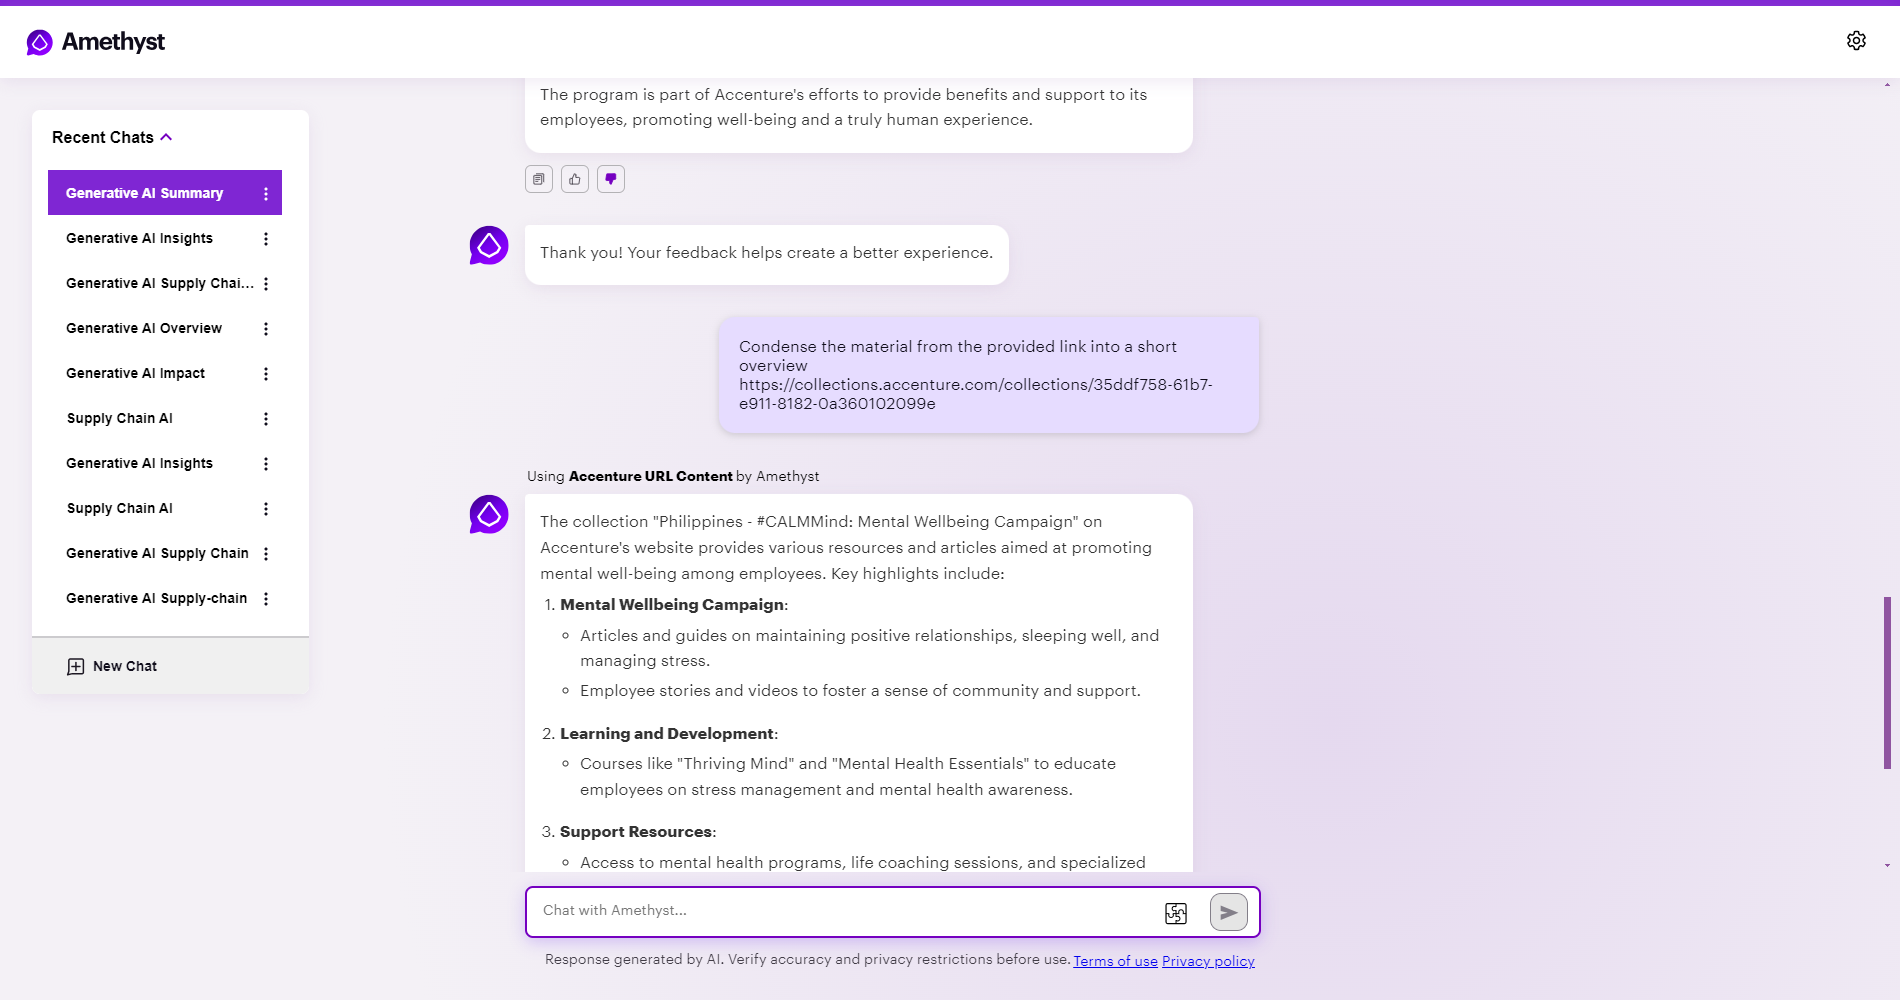 Amethyst
Recent Chats
Generative AI Summary
Generative AI Insights
Generative AI Supply Chai...
Generative AI Overview
Generative AI Impact
Supply Chain AI
Generative AI Insights
Supply Chain AI
Generative AI Supply Chain
Generative AI Supply-chain
New Chat
The program is part of Accenture's efforts to provide benefits and support to its
employees, promoting well-being and a truly human experience.
Thank you! Your feedback helps create a better experience.
Condense the material from the provided link into a short
overview
https://collections.accenture.com/collections/35ddf758-61b7-
e911-8182-0a360102099e
Using Accenture URL Content by Amethyst
The collection "Philippines - #CALMMind: Mental Wellbeing Campaign" on
Accenture's website provides various resources and articles aimed at promoting
mental well-being among employees. Key highlights include:
1. Mental Wellbeing Campaign:
Articles and guides on maintaining positive relationships, sleeping well, and
managing stress.
Employee stories and videos to foster a sense of community and support.
2. Learning and Development:
Courses like "Thriving Mind" and "Mental Health Essentials" to educate
employees on stress management and mental health awareness.
3. Support Resources:
Access to mental health programs, life coaching sessions, and specialized
Chat with Amethyst...
Response generated by AI. Verify accuracy and privacy restrictions before use. Terms of use Privacy policy